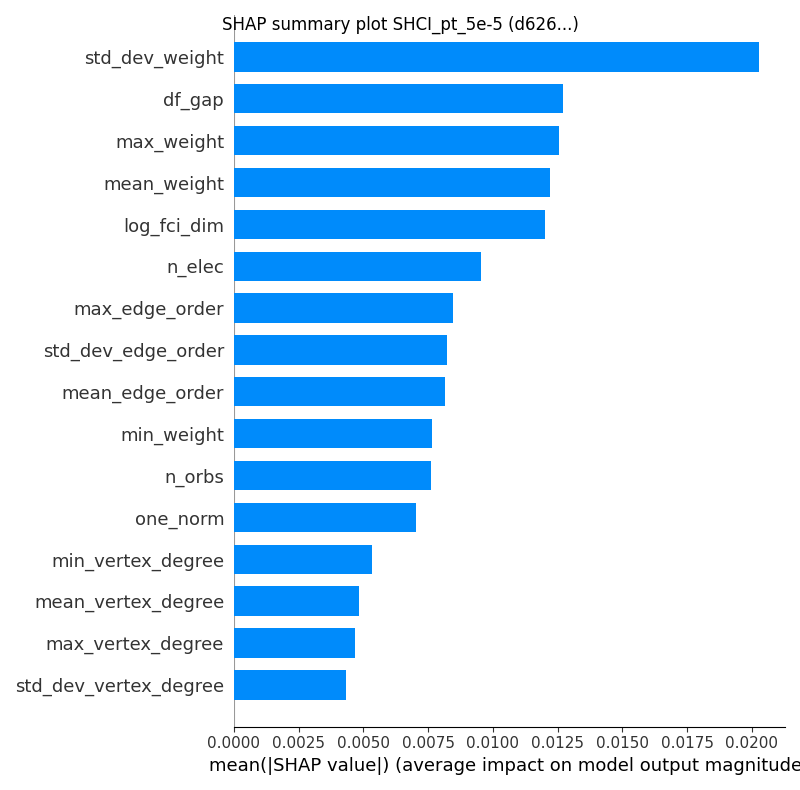 SHAP summary plot SHCI_pt_5e-5 (d626...)
std_dev_weight
df_gap
max_weight
mean_weight
log_fci_dim
n_elec
max_edge_order
std_dev_edge_order
mean_edge_order
min_weight
n_orbs
one_norm
min_vertex_degree
mean_vertex_degree
max_vertex_degree
std_dev_vertex_degree
0.0000 0.0025 0.0050 0.0075 0.0100 0.0125 0.0150 0.0175 0.0200
mean(|SHAP value|) (average impact on model output magnitude